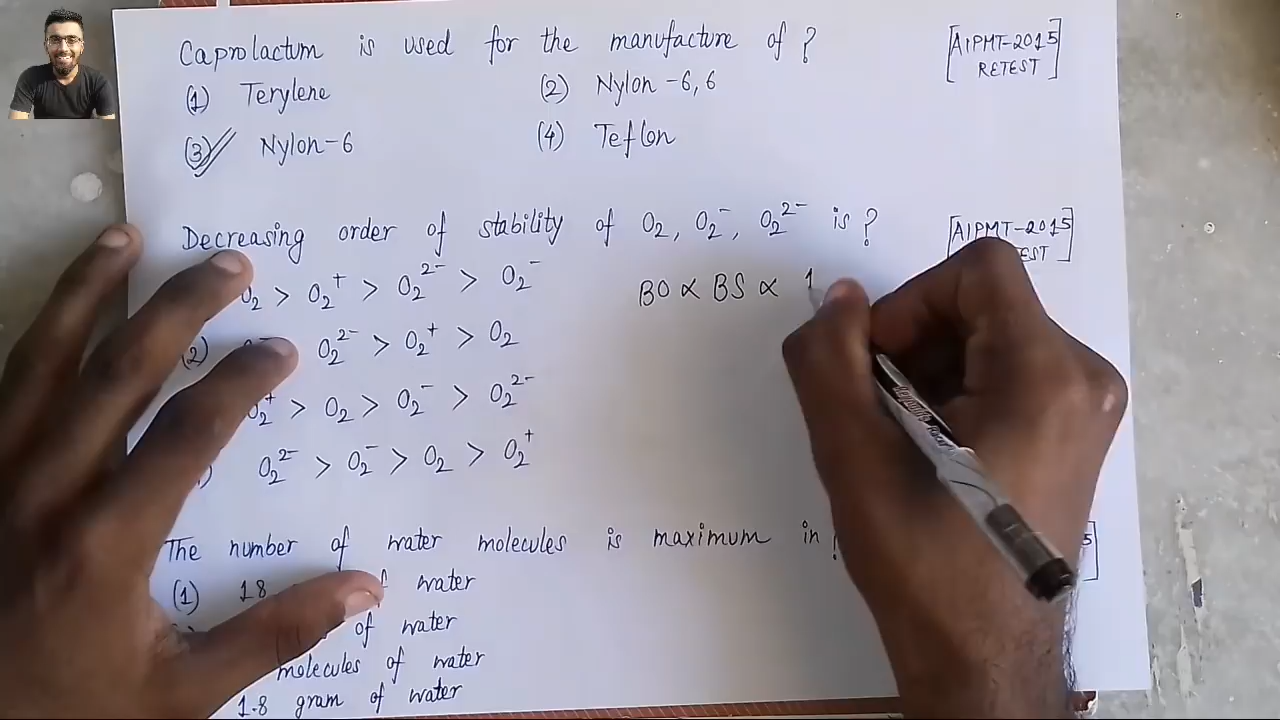 Caprolactum is used for the manufacture of ? [AIPMT-2015
RETEST]
(1) Terylene (2) Nylon-6,6
(3) Nylon-6 (4) Teflon
Decreasing order of stability of O₂, O₂⁻, O₂²⁻ is ? [AIPMT-2015
O₂ > O₂⁺ > O₂²⁻ > O₂⁻ BO ∝ BS ∝ 1
(2) O₂²⁻ > O₂⁺ > O₂
O₂⁺ > O₂ > O₂⁻ > O₂²⁻
O₂²⁻ > O₂⁻ > O₂ > O₂⁺
The number of water molecules is maximum in
(1) 18 of water
of water
molecules of water
1.8 gram of water